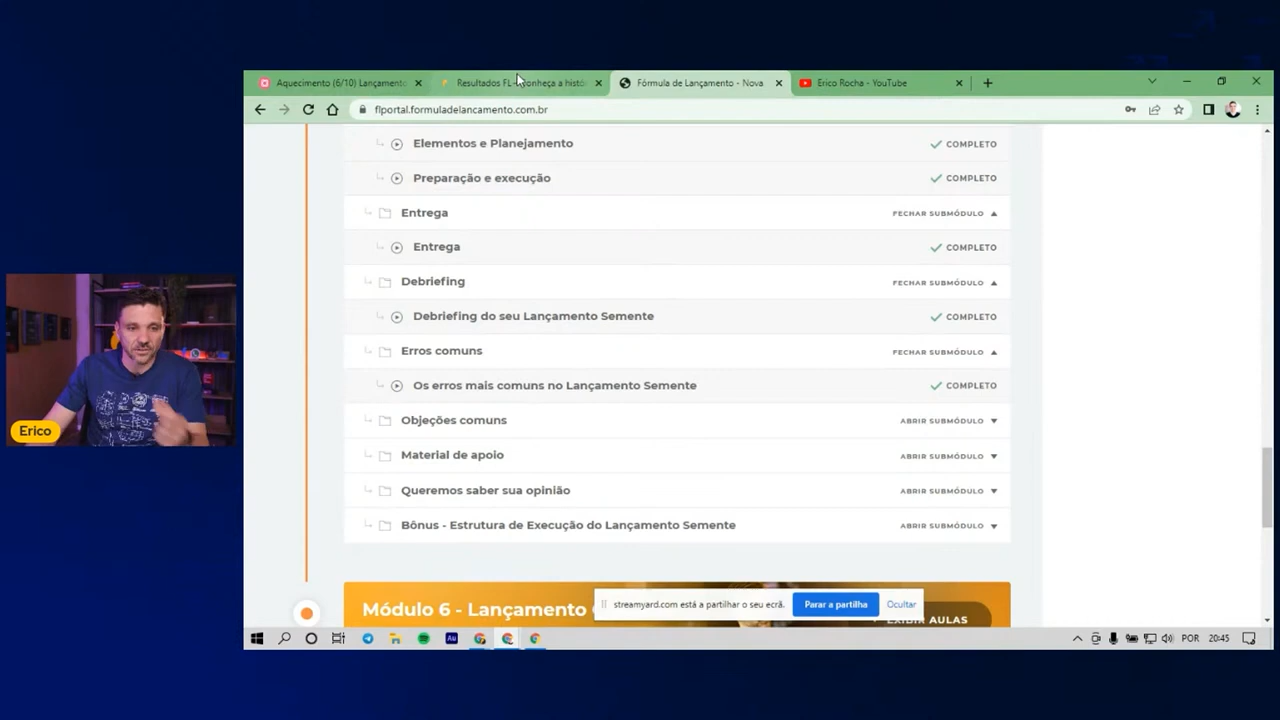 Aquecimento (6/10) Lançamento
Resultados FL
Fórmula de Lançamento - Nova
Erico Rocha - YouTube
flportal.formuladelancamento.com.br
Elementos e Planejamento
COMPLETO
Preparação e execução
COMPLETO
Entrega
FECHAR SUBMÓDULO
Entrega
COMPLETO
Debriefing
FECHAR SUBMÓDULO
Debriefing do seu Lançamento Semente
COMPLETO
Erros comuns
FECHAR SUBMÓDULO
Os erros mais comuns no Lançamento Semente
COMPLETO
Objeções comuns
ABRIR SUBMÓDULO
Material de apoio
ABRIR SUBMÓDULO
Queremos saber sua opinião
ABRIR SUBMÓDULO
Bônus - Estrutura de Execução do Lançamento Semente
ABRIR SUBMÓDULO
Módulo 6 - Lançamento
EXIBIR AULAS
streamyard.com está a partilhar o seu ecrã.
Parar a partilha
Ocultar
Erico
Au
POR
20:45